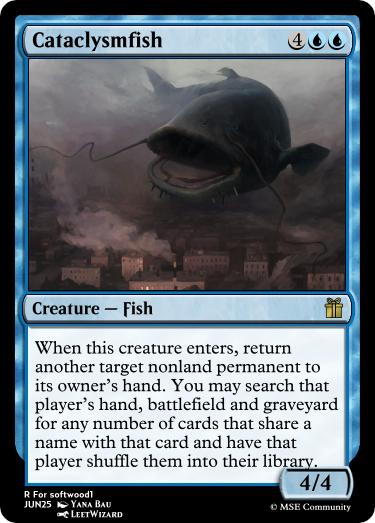 Cataclysmfish 4
Creature — Fish
When this creature enters, return
another target nonland permanent to
its owner's hand. You may search that
player's hand, battlefield and graveyard
for any number of cards that share a
name with that card and have that
player shuffle them into their library.
4/4
R For softwood1
JUN25 Yana Bau
LeetWizard
© MSE Community